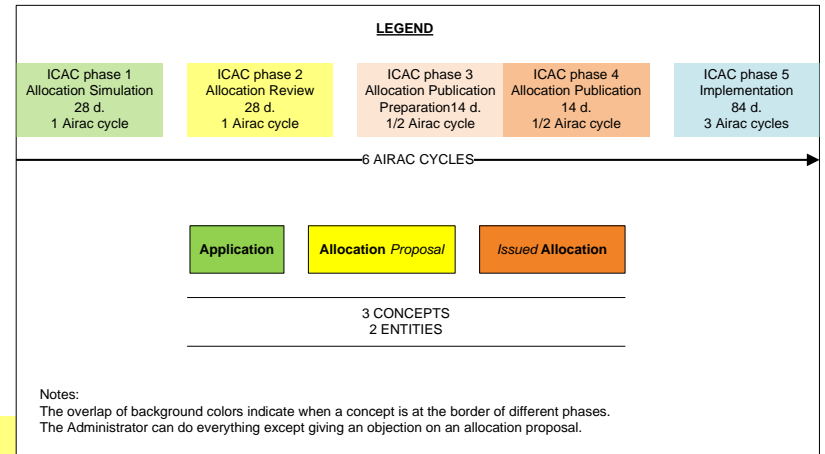 LEGEND
ICAC phase 1
Allocation Simulation
28 d.
1 Airac cycle
ICAC phase 2
Allocation Review
28 d.
1 Airac cycle
ICAC phase 3
Allocation Publication
Preparation14 d.
1/2 Airac cycle
ICAC phase 4
Allocation Publication
14 d.
1/2 Airac cycle
ICAC phase 5
Implementation
84 d.
3 Airac cycles
6 AIRAC CYCLES
Application
Allocation Proposal
Issued Allocation
3 CONCEPTS
2 ENTITIES
Notes:
The overlap of background colors indicate when a concept is at the border of different phases.
The Administrator can do everything except giving an objection on an allocation proposal.